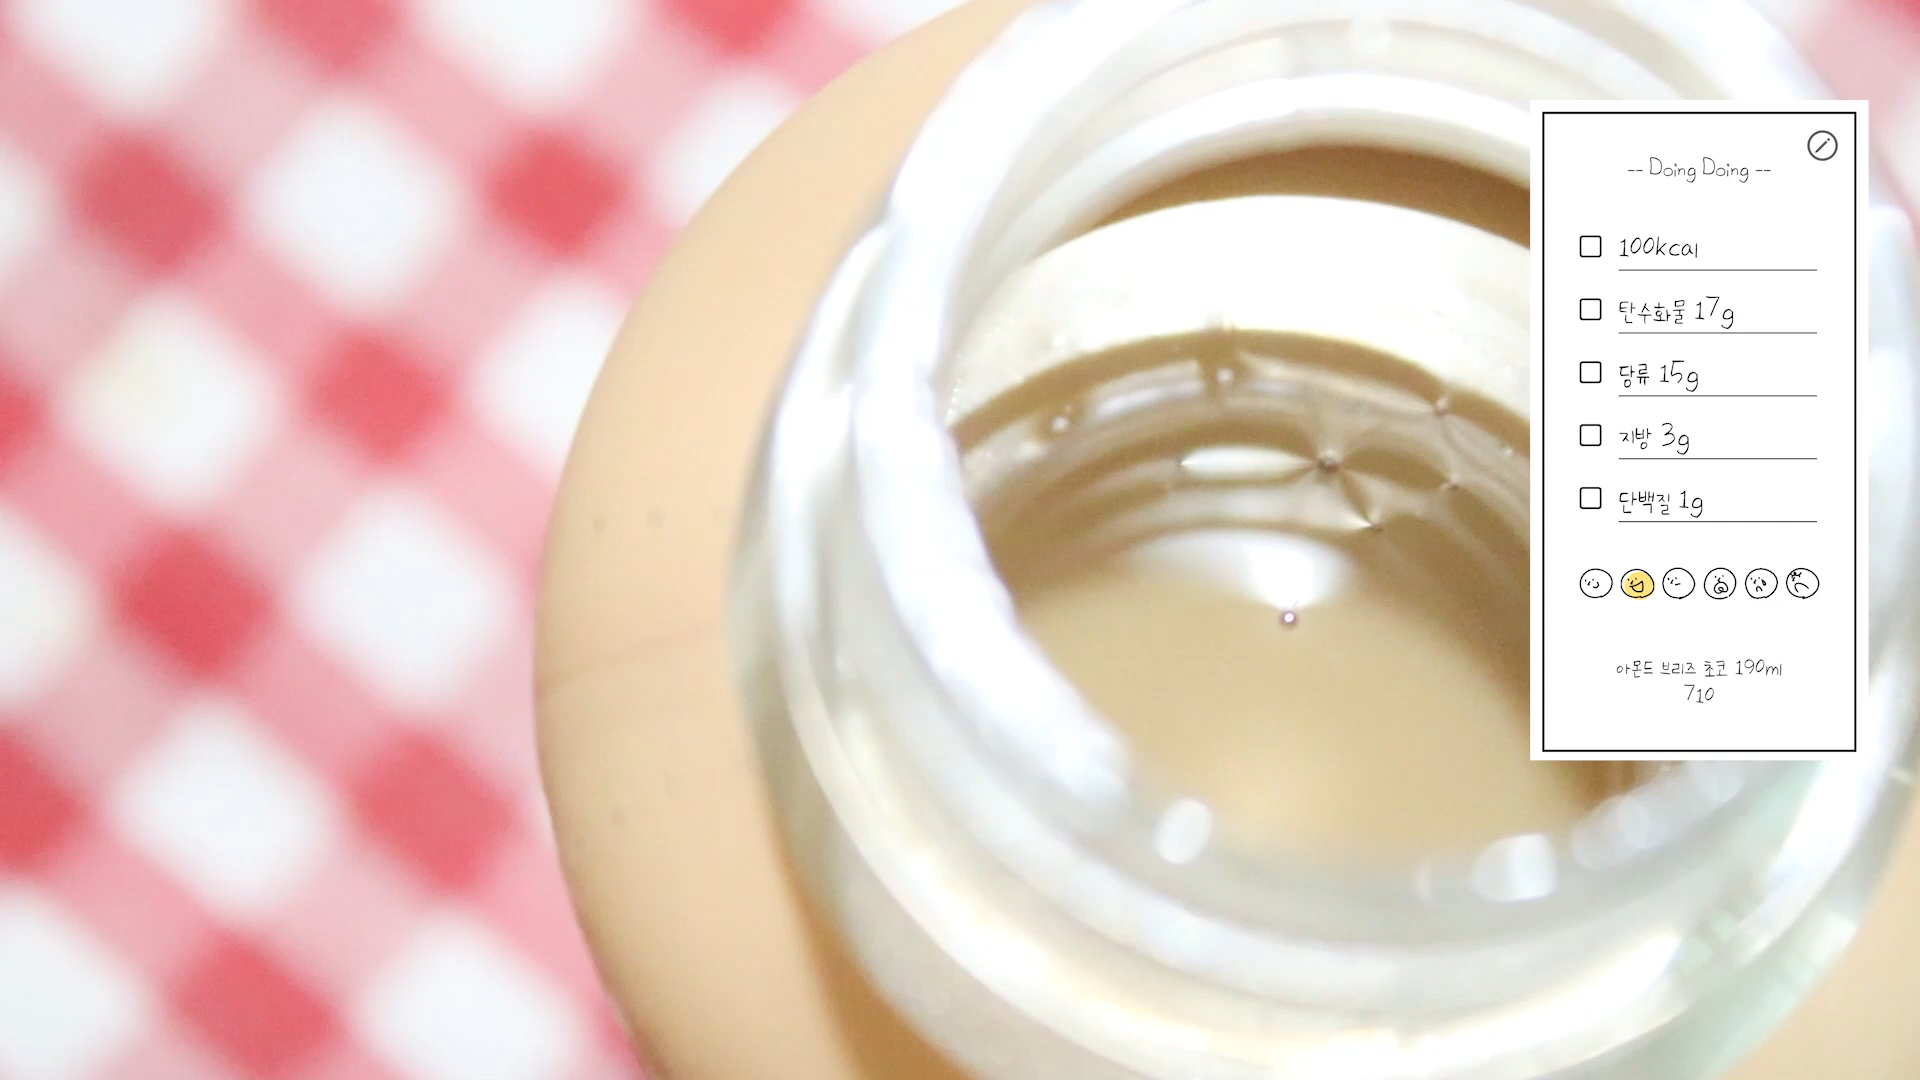 -- Doing Doing --
100kcal
탄수화물 17g
당류 15g
지방 3g
단백질 1g
아몬드 브리즈 초코 190ml
710